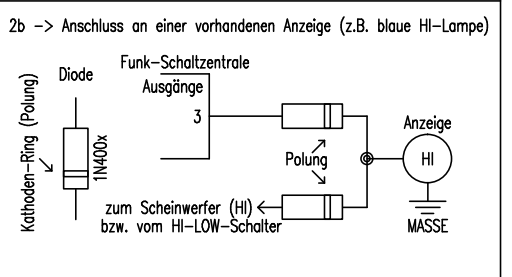 2b -> Anschluss an einer vorhandenen Anzeige (z.B. blaue HI-Lampe)
Diode
Kathoden-Ring (Polung)
1N400x
Funk-Schaltzentrale
Ausgänge
3
Polung
Anzeige
HI
MASSE
zum Scheinwerfer (HI)
bzw. vom HI-LOW-Schalter